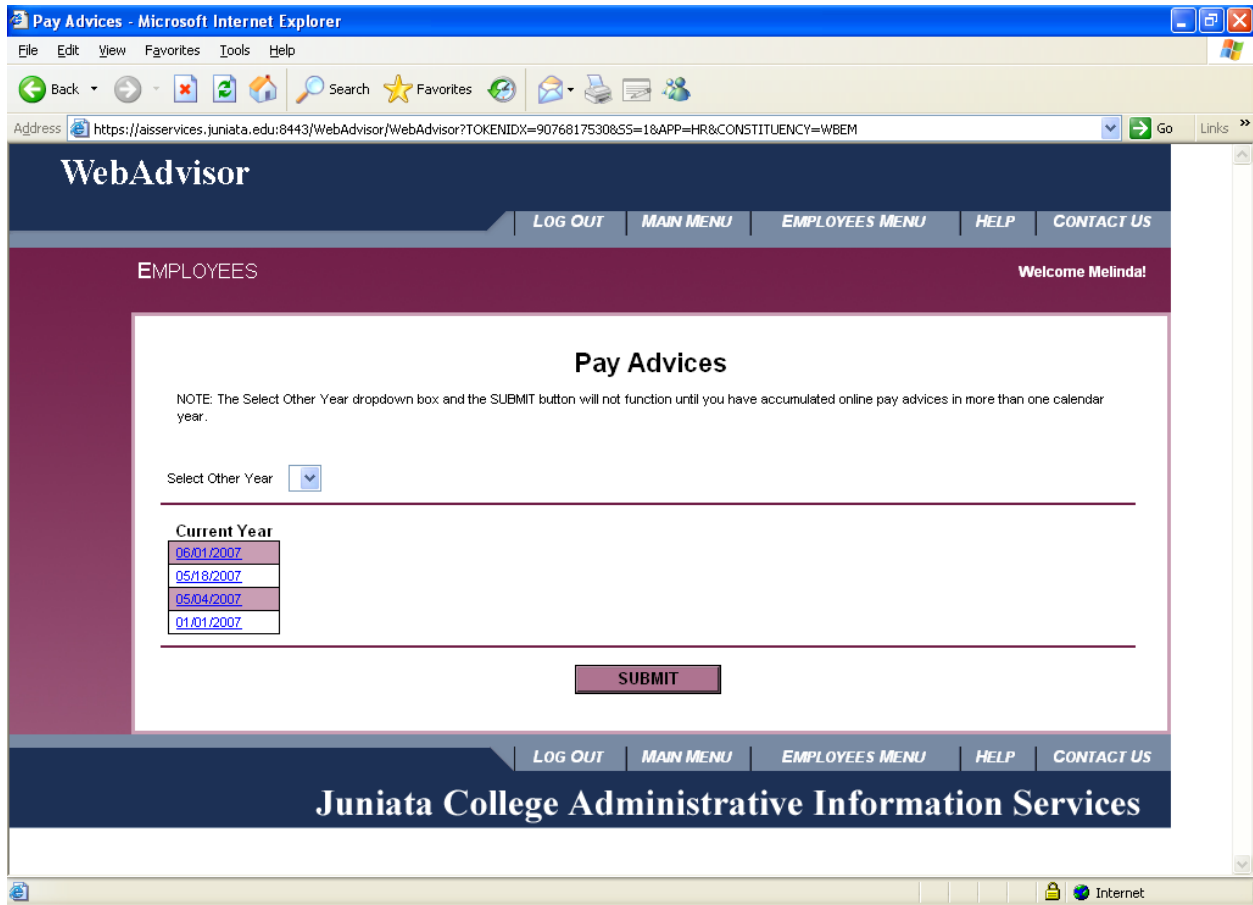 Pay Advices - Microsoft Internet Explorer
File Edit View Favorites Tools Help
Back Search Favorites
Address https://aisservices.juniata.edu:8443/WebAdvisor/WebAdvisor?TOKENIDX=9076817530&SS=1&APP=HR&CONSTITUENCY=WBEM Go Links »
WebAdvisor
LOG OUT MAIN MENU EMPLOYEES MENU HELP CONTACT US
EMPLOYEES Welcome Melinda!
Pay Advices
NOTE: The Select Other Year dropdown box and the SUBMIT button will not function until you have accumulated online pay advices in more than one calendar
year.
Select Other Year
Current Year
06/01/2007
05/18/2007
05/04/2007
01/01/2007
SUBMIT
LOG OUT MAIN MENU EMPLOYEES MENU HELP CONTACT US
Juniata College Administrative Information Services
Internet